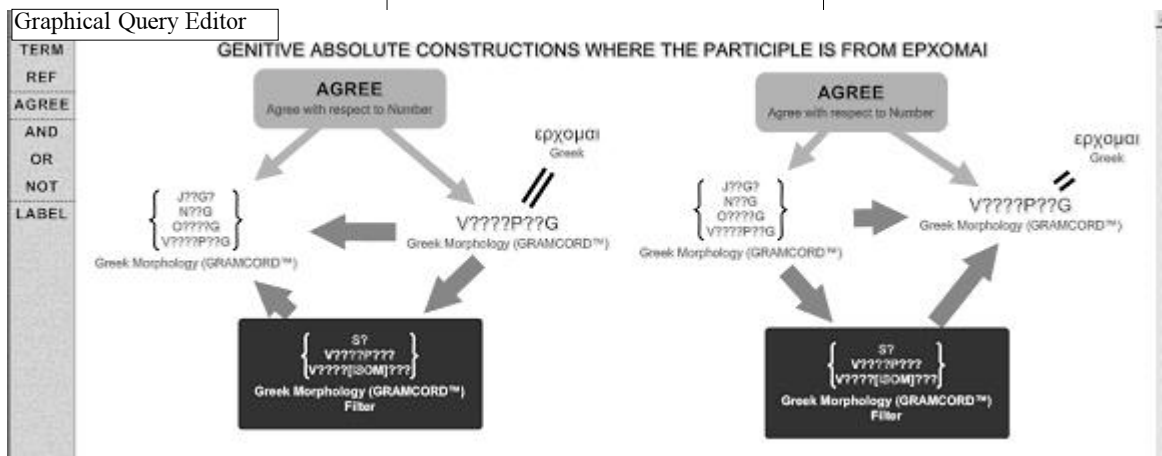 Graphical Query Editor
TERM
REF
AGREE
AND
OR
NOT
LABEL
GENITIVE ABSOLUTE CONSTRUCTIONS WHERE THE PARTICIPLE IS FROM EPXOMAI
AGREE
Agree with respect to Number
ερχομαι
Greek
J??G?
N??G
O????G
V????P??G
Greek Morphology (GRAMCORD™)
V????P??G
Greek Morphology (GRAMCORD™)
S?
V????P???
V????[ISOM]???
Greek Morphology (GRAMCORD™)
Filter
AGREE
Agree with respect to Number
ερχομαι
Greek
J??G?
N??G
O????G
V????P??G
Greek Morphology (GRAMCORD™)
V????P??G
Greek Morphology (GRAMCORD™)
S?
V????P???
V????[ISOM]???
Greek Morphology (GRAMCORD™)
Filter